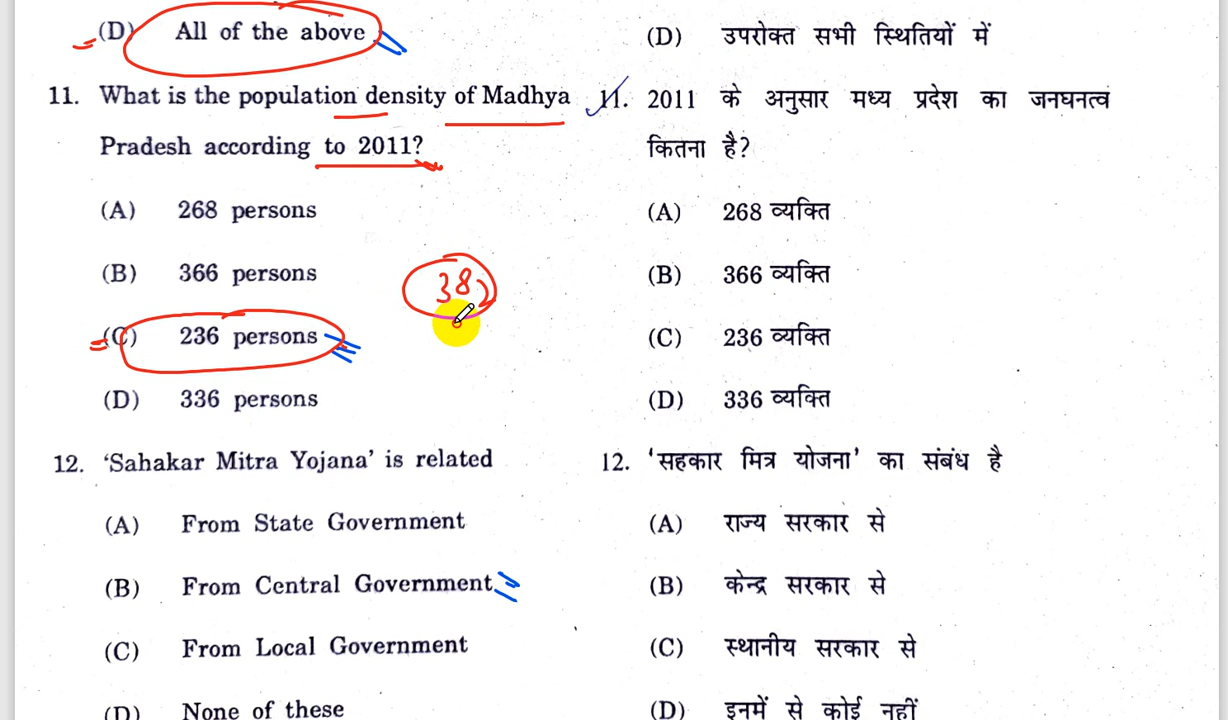 (D) All of the above
11. What is the population density of Madhya
Pradesh according to 2011?
(A) 268 persons
(B) 366 persons
382
(C) 236 persons
(D) 336 persons
12. ‘Sahakar Mitra Yojana’ is related
(A) From State Government
(B) From Central Government
(C) From Local Government
(D) None of these
(D) उपरोक्त सभी स्थितियों में
11. 2011 के अनुसार मध्य प्रदेश का जनघनत्व
कितना है?
(A) 268 व्यक्ति
(B) 366 व्यक्ति
(C) 236 व्यक्ति
(D) 336 व्यक्ति
12. ‘सहकार मित्र योजना’ का संबंध है
(A) राज्य सरकार से
(B) केन्द्र सरकार से
(C) स्थानीय सरकार से
(D) इनमें से कोई नहीं